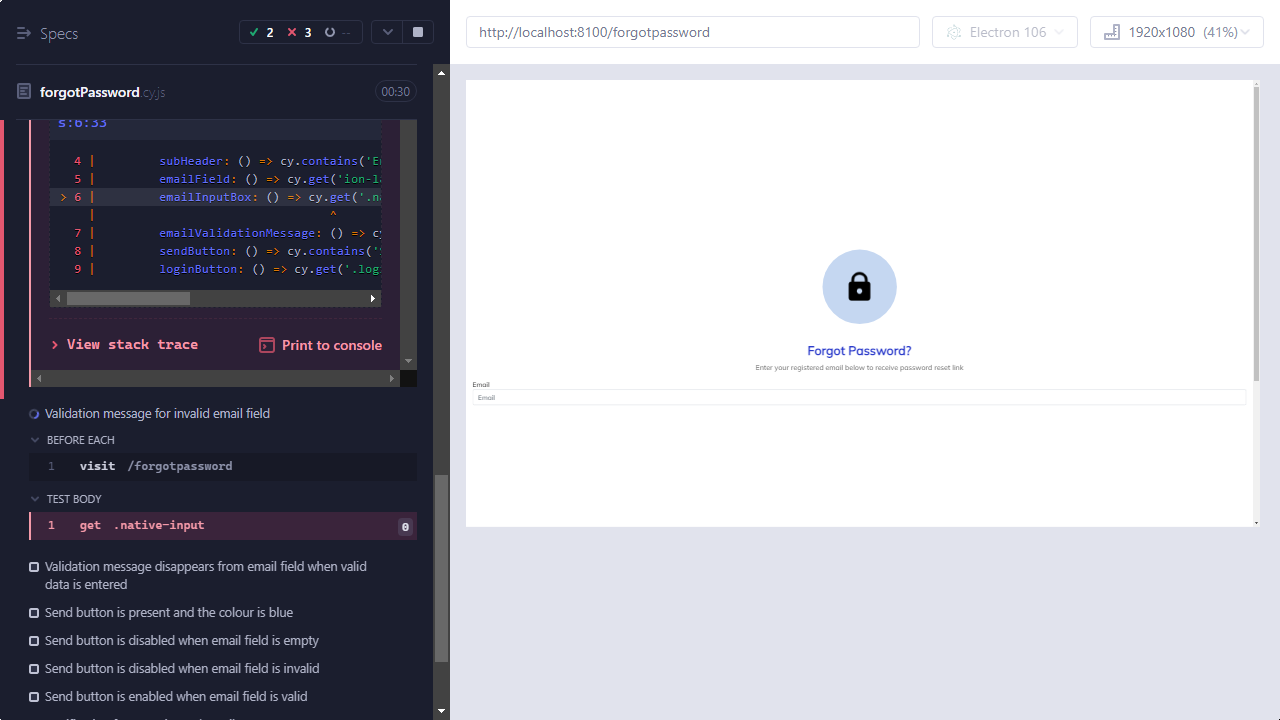 Specs
2
3
--
forgotPassword.cy.js
00:30
s:6:33
4 |         subHeader: () => cy.contains('En
5 |         emailField: () => cy.get('ion-la
> 6 |         emailInputBox: () => cy.get('.na
|                                 ^
7 |         emailValidationMessage: () => cy
8 |         sendButton: () => cy.contains('S
9 |         loginButton: () => cy.get('.logi
> View stack trace
Print to console
Validation message for invalid email field
BEFORE EACH
1 visit /forgotpassword
TEST BODY
1 get .native-input 0
Validation message disappears from email field when valid
data is entered
Send button is present and the colour is blue
Send button is disabled when email field is empty
Send button is disabled when email field is invalid
Send button is enabled when email field is valid
http://localhost:8100/forgotpassword
Electron 106
1920x1080 (41%)
Forgot Password?
Enter your registered email below to receive password reset link
Email
Email